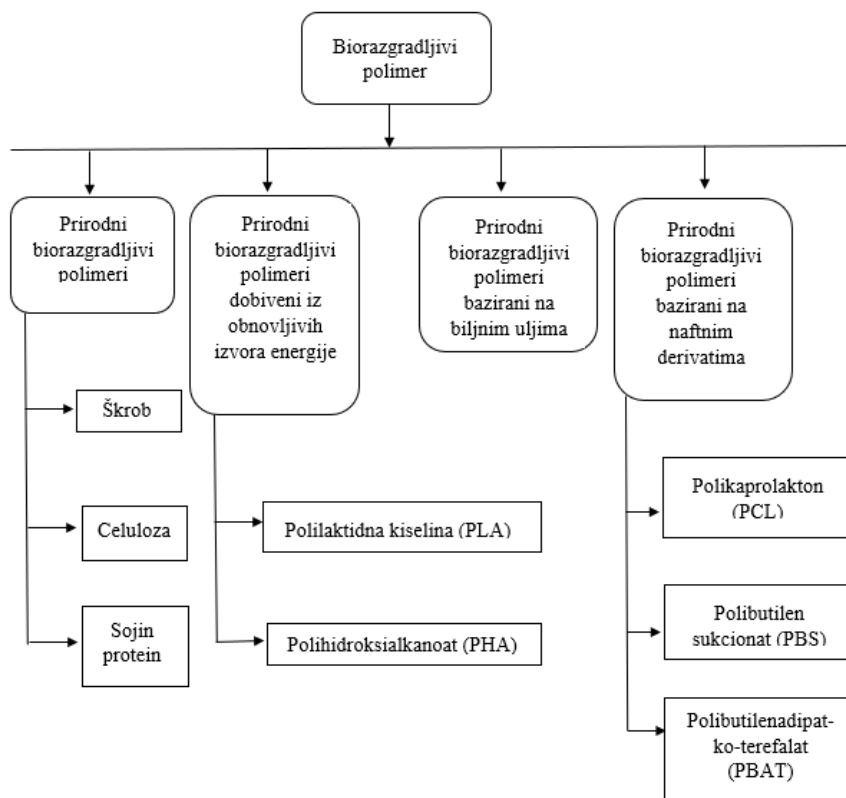 Biorazgradljivi
polimer
Prirodni
biorazgradljivi
polimeri
Prirodni
biorazgradljivi
polimeri
dobiveni iz
obnovljivih
izvora energije
Prirodni
biorazgradljivi
polimeri
bazirani na
biljnim uljima
Prirodni
biorazgradljivi
polimeri
bazirani na
naftnim
derivatima
Škrob
Celuloza
Sojin
protein
Polilaktidna kiselina (PLA)
Polihidroksialkanoat (PHA)
Polikaprolakton
(PCL)
Polibutilen
sukcionat (PBS)
Polibutilenadipat-
ko-terefalat
(PBAT)